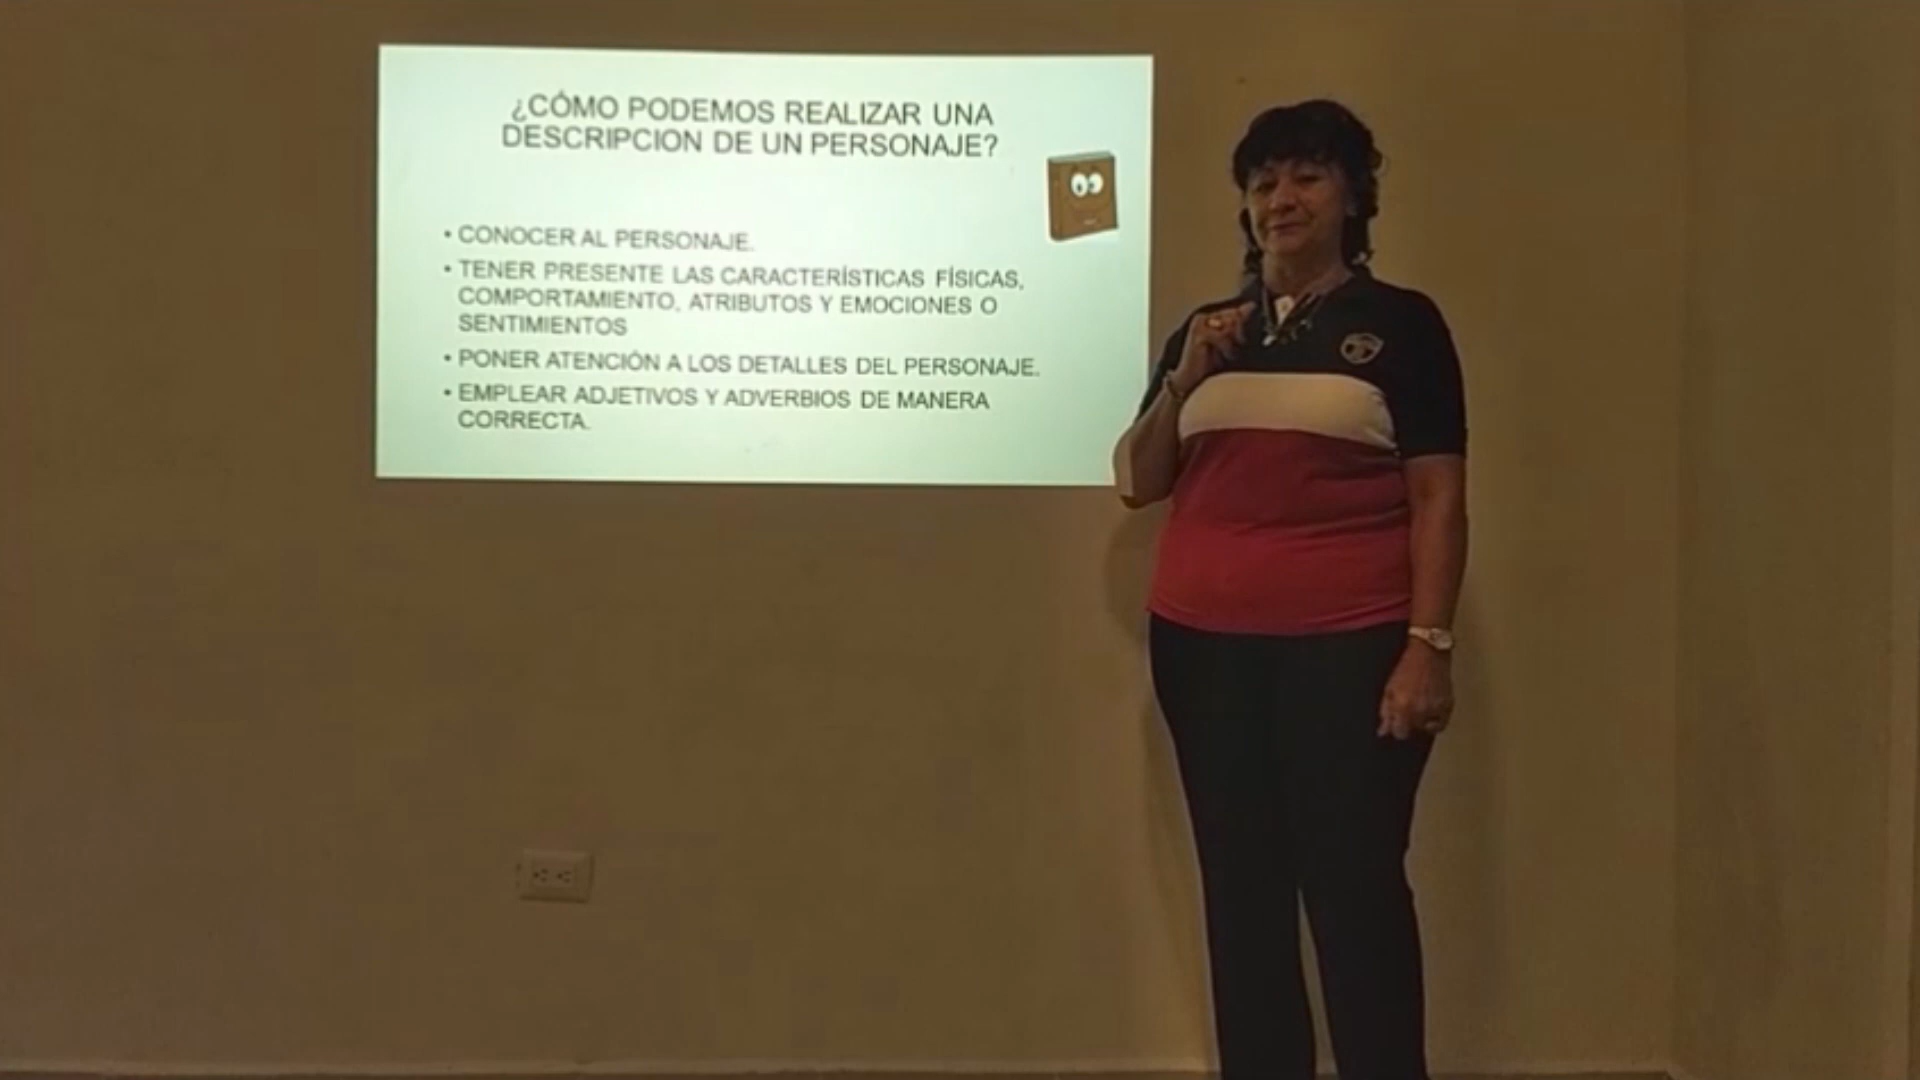 ¿CÓMO PODEMOS REALIZAR UNA
DESCRIPCION DE UN PERSONAJE?
• CONOCER AL PERSONAJE.
• TENER PRESENTE LAS CARACTERÍSTICAS FÍSICAS,
COMPORTAMIENTO, ATRIBUTOS Y EMOCIONES O
SENTIMIENTOS
• PONER ATENCIÓN A LOS DETALLES DEL PERSONAJE.
• EMPLEAR ADJETIVOS Y ADVERBIOS DE MANERA
CORRECTA.